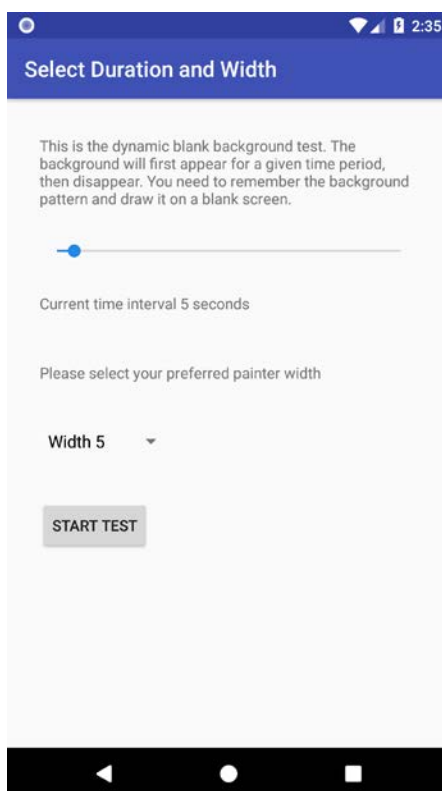 2:35
Select Duration and Width
This is the dynamic blank background test. The
background will first appear for a given time period,
then disappear. You need to remember the background
pattern and draw it on a blank screen.
Current time interval 5 seconds
Please select your preferred painter width
Width 5
START TEST